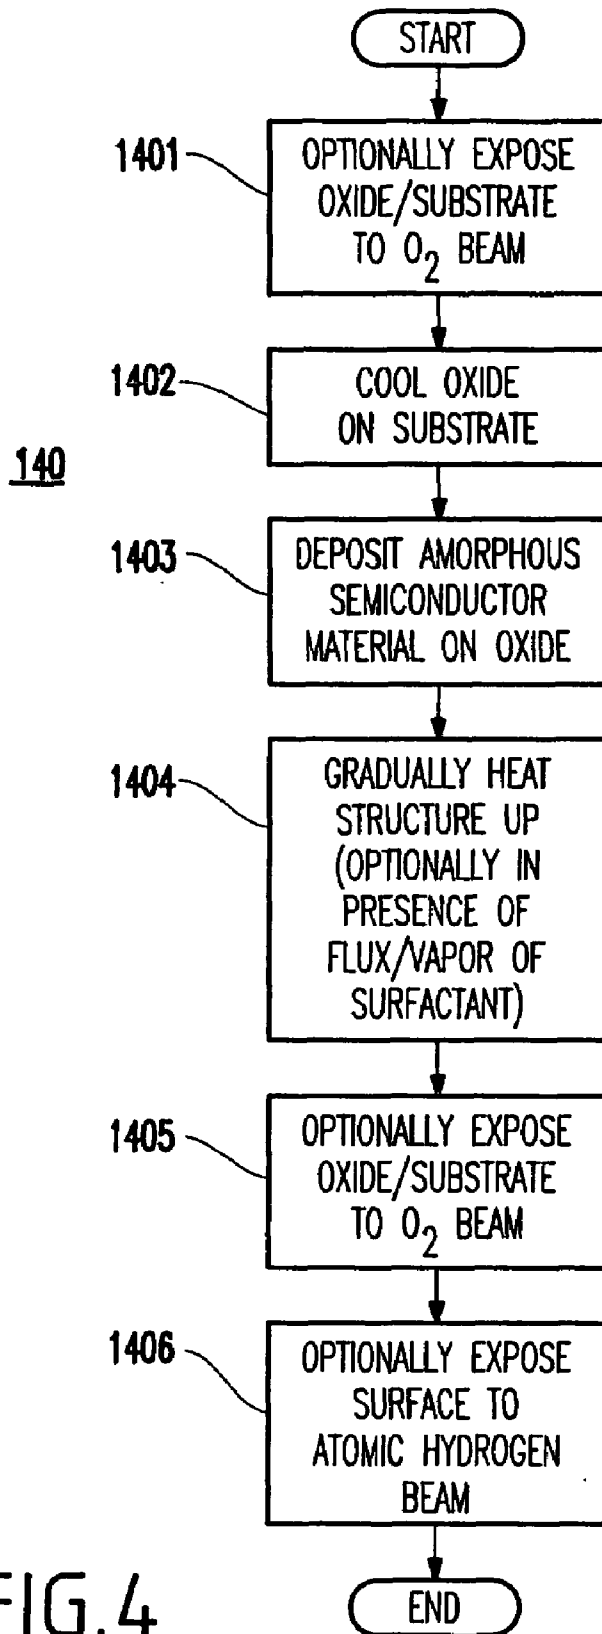 START
1401
OPTIONALLY EXPOSE
OXIDE/SUBSTRATE
TO O2 BEAM
1402
COOL OXIDE
ON SUBSTRATE
140
1403
DEPOSIT AMORPHOUS
SEMICONDUCTOR
MATERIAL ON OXIDE
1404
GRADUALLY HEAT
STRUCTURE UP
(OPTIONALLY IN
PRESENCE OF
FLUX/VAPOR OF
SURFACTANT)
1405
OPTIONALLY EXPOSE
OXIDE/SUBSTRATE
TO O2 BEAM
1406
OPTIONALLY EXPOSE
SURFACE TO
ATOMIC HYDROGEN
BEAM
END
FIG.4